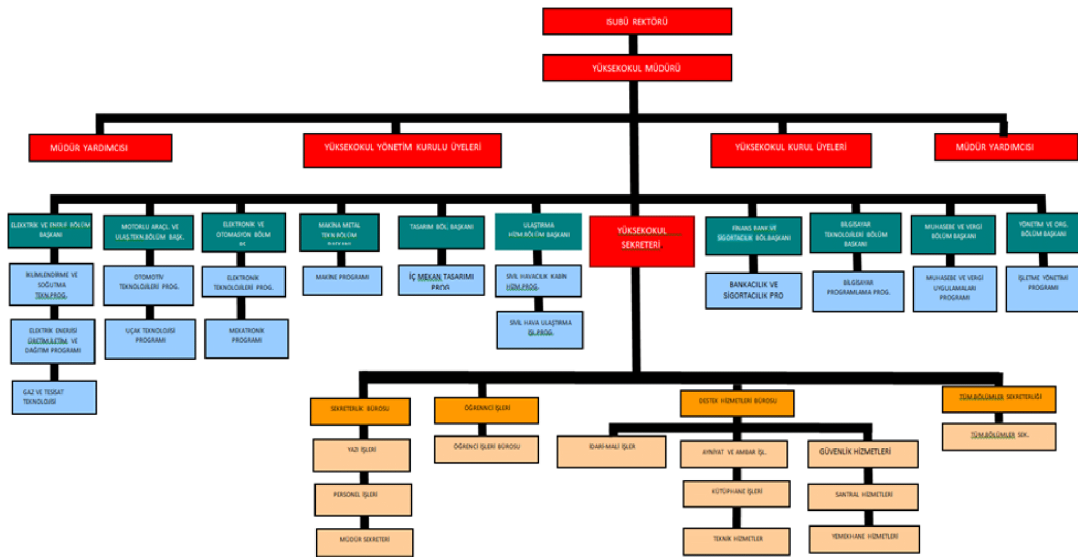 ISUBÜ REKTÖRÜ
YÜKSEKOKUL MÜDÜRÜ
MÜDÜR YARDIMCISI
YÜKSEKOKUL YÖNETİM KURULU ÜYELERİ
YÜKSEKOKUL KURUL ÜYELERİ
MÜDÜR YARDIMCISI
ELEKTRİK VE ENERJİ BÖLÜM
BAŞKANI
MOTORLU ARAÇL. VE
ULAŞ.TEKN.BÖLÜM BAŞK.
ELEKTRONİK VE
OTOMASYON BÖLM
MAKİNA METAL
TEKN.BÖLÜM
TASARIM BÖL. BAŞKANI
ULAŞTIRMA
HİZM.BÖLÜM BAŞKANI
YÜKSEKOKUL
SEKRETERİ
FİNANS BANK.VE
SİGORTACILIK BÖL.BAŞKANI
BİLGİSAYAR
TEKNOLOJİLERİ BÖLÜM
BAŞKANI
MUHASEBE VE VERGİ
BÖLÜM BAŞKANI
YÖNETİM VE ORG.
BÖLÜM BAŞKANI
İKLİMLENDİRME VE
SOĞUTMA
TEKN.PROG.
OTOMOTİV
TEKNOLOJİLERİ PROG.
ELEKTRONİK
TEKNOLOJİLERİ PROG.
MAKİNE PROGRAMI
İÇ MEKAN TASARIMI
PROG
SİVİL HAVACILIK KABİN
HİZM.PROG.
BANKACILIK VE
SİGORTACILIK PRO
BİLGİSAYAR
PROGRAMLAMA PROG.
MUHASEBE VE VERGİ
UYGULAMALARI
PROGRAMI
İŞLETME YÖNETİMİ
PROGRAMI
ELEKTRİK ENERJİSİ
ÜRETİM,İLETİM VE
DAĞITIM PROGRAMI
UÇAK TEKNOLOJİSİ
PROGRAMI
MEKATRONİK
PROGRAMI
SİVİL HAVA ULAŞTIRMA
İŞL.PROG.
GAZ VE TESİSAT
TEKNOLOJİSİ
SEKRETERLİK BÜROSU
ÖĞRENNCİ İŞLERİ
DESTEK HİZMETLERİ BÜROSU
TÜM.BÖLÜMLER SEKRETERLİĞİ
YAZI İŞLERİ
ÖĞRENCİ İŞLERİ BÜROSU
İDARİ-MALİ İŞLER
AYNİYAT VE AMBAR İŞL.
GÜVENLİK HİZMETLERİ
TÜM.BÖLÜMLER SEK.
PERSONEL İŞLERİ
KÜTÜPHANE İŞLERİ
SANTRAL HİZMETLERİ
MÜDÜR SEKRETERİ
TEKNİK HİZMETLER
YEMEKHANE HİZMETLERİ